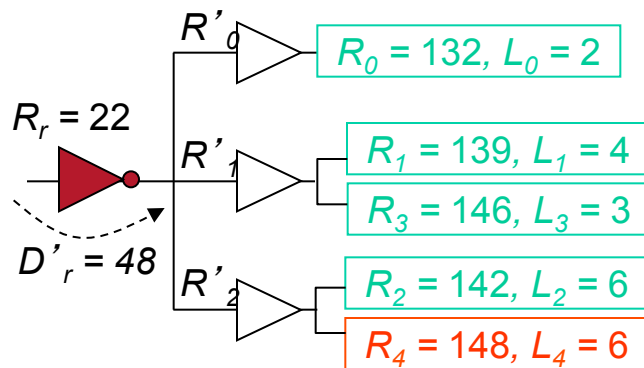 R'0
R0 = 132, L0 = 2
Rr = 22
R'1
R1 = 139, L1 = 4
R3 = 146, L3 = 3
D'r = 48
R'2
R2 = 142, L2 = 6
R4 = 148, L4 = 6